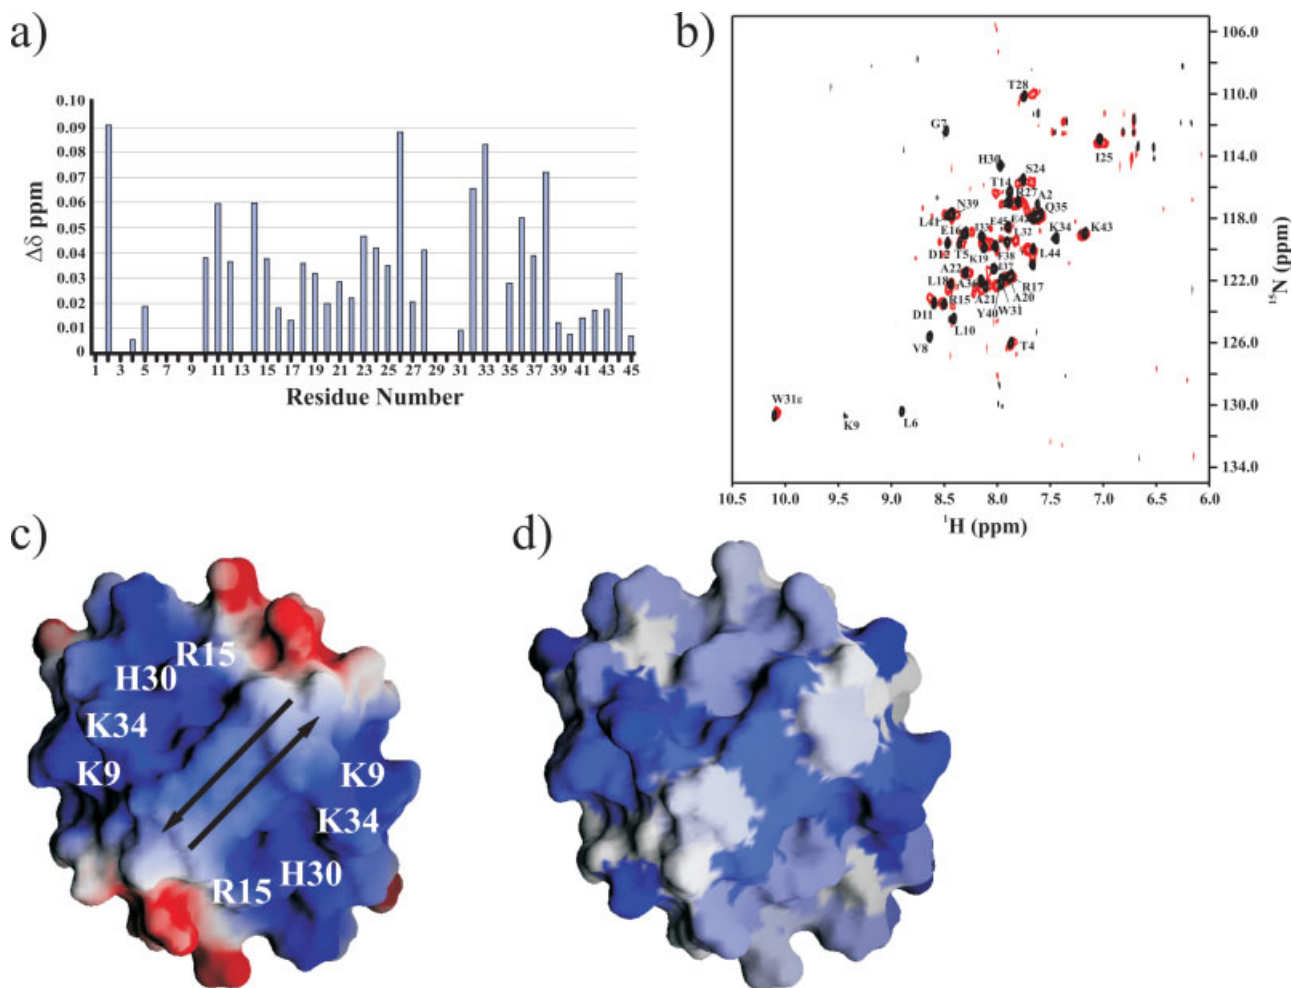 a)
0.10
0.09
0.08
0.07
0.06
0.05
0.04
0.03
0.02
0.01
0
Δδ ppm
1 3 5 7 9 11 13 15 17 19 21 23 25 27 29 31 33 35 37 39 41 43 45
Residue Number
b)
106.0
110.0
114.0
118.0
122.0
126.0
130.0
134.0
¹⁵N (ppm)
T28
G7
I25
H30
S24
T14
R27
A2
N39
Q35
L41
E45
E42
I33
L32
K34
K43
E16
D12
T5
K19
F38
L44
I37
A22
L18
A36
R17
R15
A21
A20
W31
Y40
D11
L10
V8
T4
W31ε
K9
L6
10.5 10.0 9.5 9.0 8.5 8.0 7.5 7.0 6.5 6.0
¹H (ppm)
c)
R15
H30
K34
K9
K9
K34
H30
R15
d)